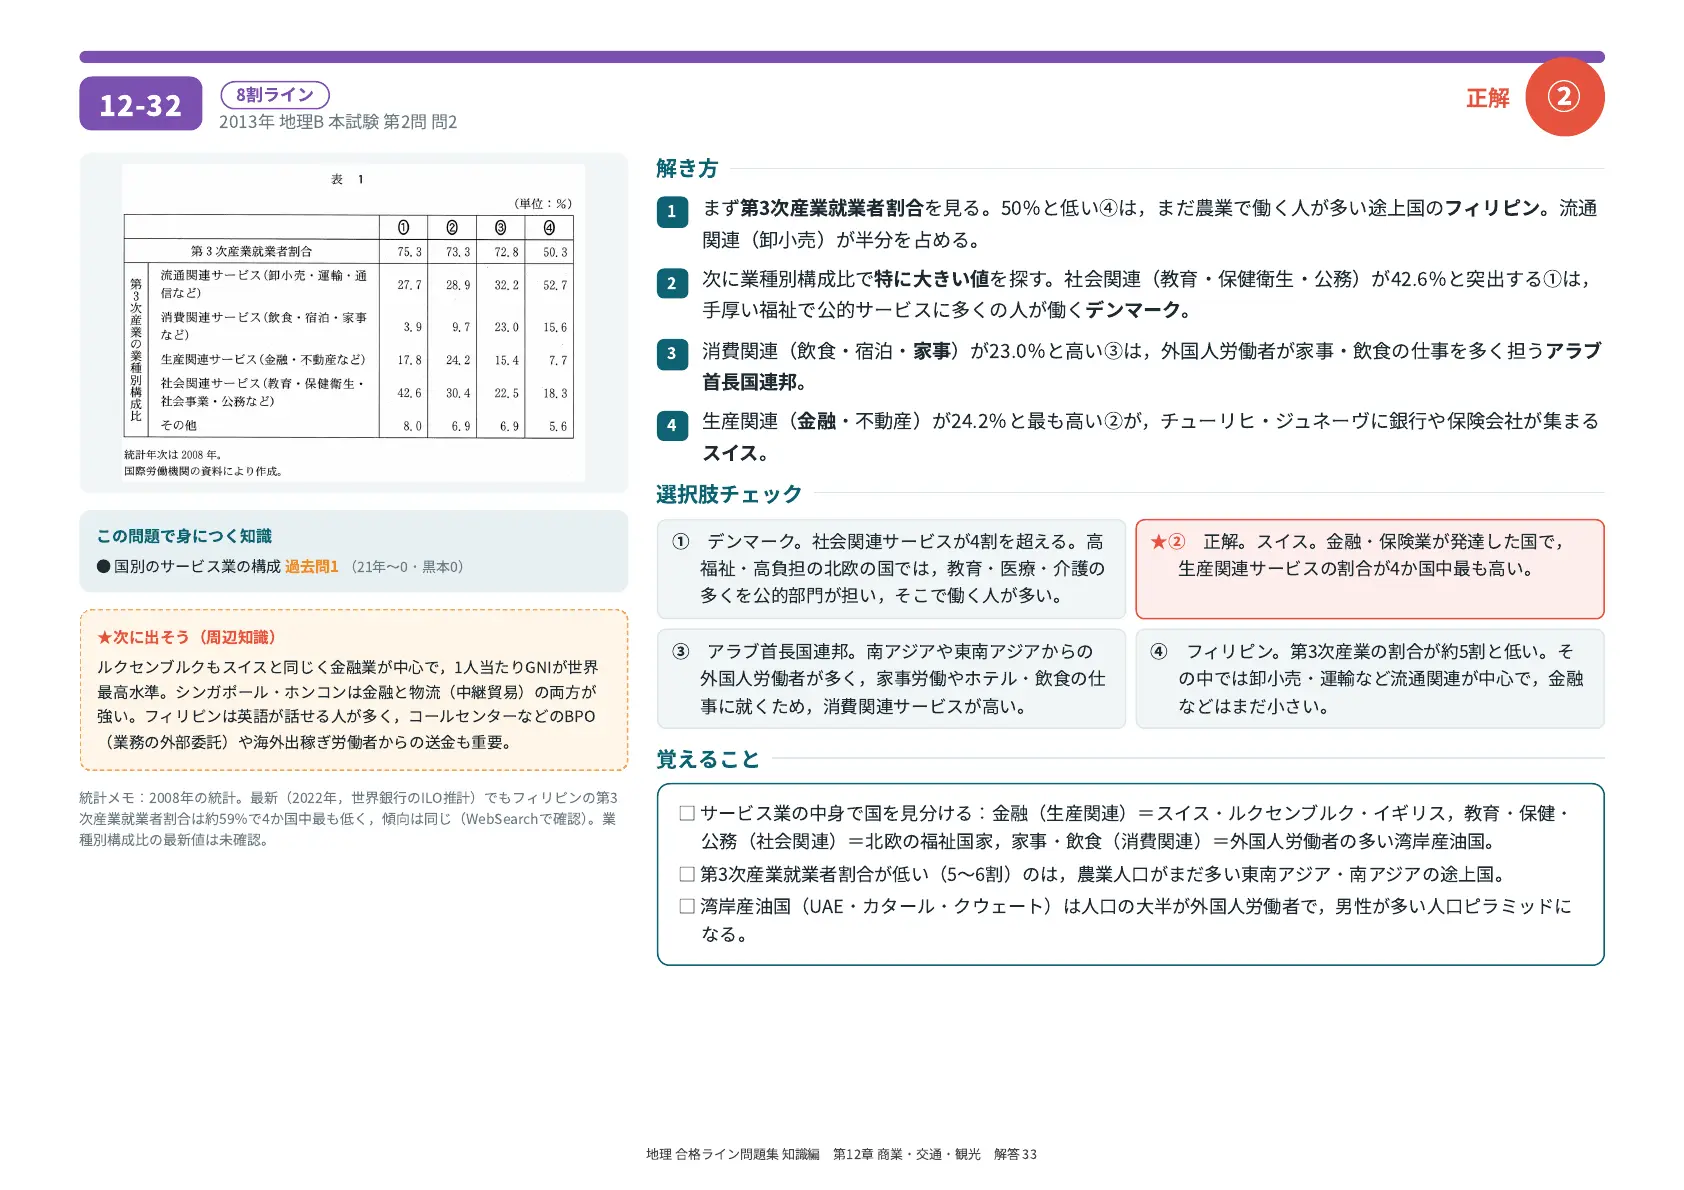 12-32
8割ライン
2013年 地理B 本試験 第2問 問2
正解 ②
表 1
(単位:%)
① ② ③ ④
第3次産業就業者割合 75.3 73.3 72.8 50.3
第3次産業の業種別構成比
流通関連サービス(卸小売・運輸・通信など) 27.7 28.9 32.2 52.7
消費関連サービス(飲食・宿泊・家事など) 3.9 9.7 23.0 15.6
生産関連サービス(金融・不動産など) 17.8 24.2 15.4 7.7
社会関連サービス(教育・保健衛生・社会事業・公務など) 42.6 30.4 22.5 18.3
その他 8.0 6.9 6.9 5.6
統計年次は2008年。
国際労働機関の資料により作成。
この問題で身につく知識
●国別のサービス業の構成 過去問1 (21年〜0・黒本0)
★次に出そう(周辺知識)
ルクセンブルクもスイスと同じく金融業が中心で,1人当たりGNIが世界
最高水準。シンガポール・ホンコンは金融と物流(中継貿易)の両方が
強い。フィリピンは英語が話せる人が多く,コールセンターなどのBPO
(業務の外部委託)や海外出稼ぎ労働者からの送金も重要。
統計メモ:2008年の統計。最新(2022年,世界銀行のILO推計)でもフィリピンの第3
次産業就業者割合は約59%で4か国中最も低く,傾向は同じ(WebSearchで確認)。業
種別構成比の最新値は未確認。
解き方
1 まず第3次産業就業者割合を見る。50%と低い④は,まだ農業で働く人が多い途上国のフィリピン。流通
関連(卸小売)が半分を占める。
2 次に業種別構成比で特に大きい値を探す。社会関連(教育・保健衛生・公務)が42.6%と突出する①は,
手厚い福祉で公的サービスに多くの人が働くデンマーク。
3 消費関連(飲食・宿泊・家事)が23.0%と高い③は,外国人労働者が家事・飲食の仕事を多く担うアラブ
首長国連邦。
4 生産関連(金融・不動産)が24.2%と最も高い②が,チューリヒ・ジュネーヴに銀行や保険会社が集まる
スイス。
選択肢チェック
① デンマーク。社会関連サービスが4割を超える。高
福祉・高負担の北欧の国では,教育・医療・介護の
多くを公的部門が担い,そこで働く人が多い。
★② 正解。スイス。金融・保険業が発達した国で,
生産関連サービスの割合が4か国中最も高い。
③ アラブ首長国連邦。南アジアや東南アジアからの
外国人労働者が多く,家事労働やホテル・飲食の仕
事に就くため,消費関連サービスが高い。
④ フィリピン。第3次産業の割合が約5割と低い。そ
の中では卸小売・運輸など流通関連が中心で,金融
などはまだ小さい。
覚えること
□サービス業の中身で国を見分ける:金融(生産関連)=スイス・ルクセンブルク・イギリス,教育・保健・
公務(社会関連)=北欧の福祉国家,家事・飲食(消費関連)=外国人労働者の多い湾岸産油国。
□第3次産業就業者割合が低い(5〜6割)のは,農業人口がまだ多い東南アジア・南アジアの途上国。
□湾岸産油国(UAE・カタール・クウェート)は人口の大半が外国人労働者で,男性が多い人口ピラミッドに
なる。
地理 合格ライン問題集 知識編 第12章 商業・交通・観光 解答33